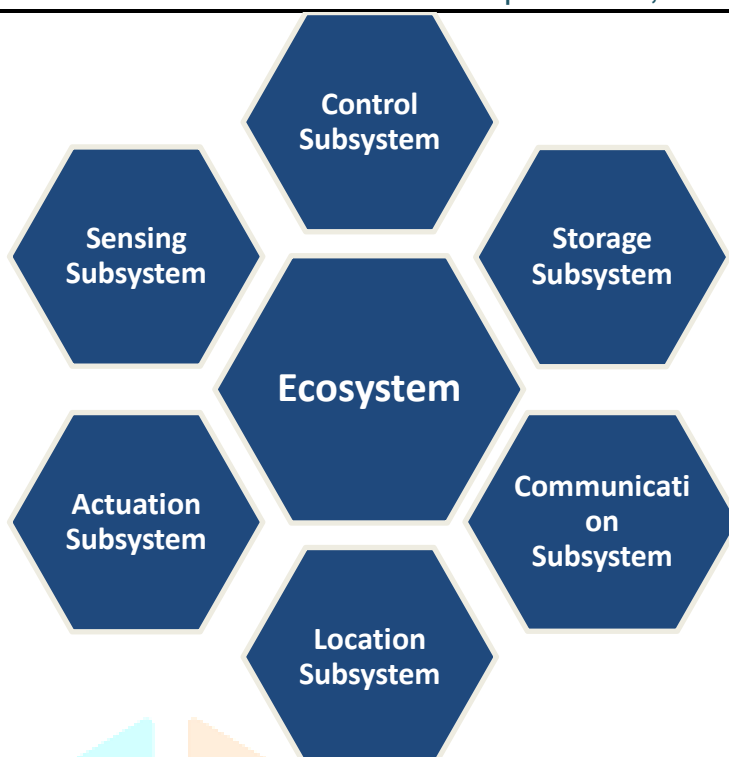 Control
Subsystem
Sensing
Subsystem
Storage
Subsystem
Ecosystem
Actuation
Subsystem
Communicati
on
Subsystem
Location
Subsystem